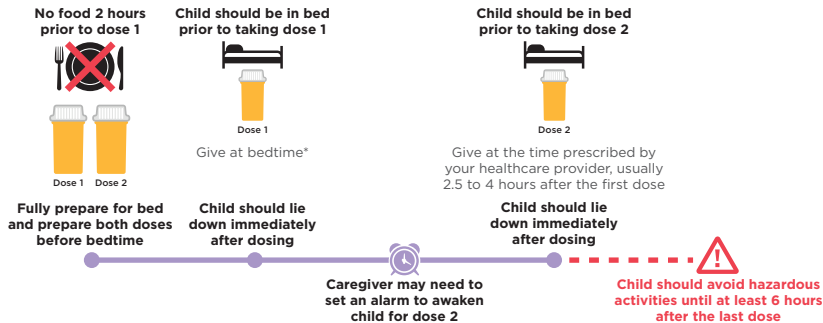 No food 2 hours
prior to dose 1
Dose 1
Dose 2
Fully prepare for bed
and prepare both doses
before bedtime
Child should be in bed
prior to taking dose 1
Dose 1
Give at bedtime*
Child should lie
down immediately
after dosing
Caregiver may need to
set an alarm to awaken
child for dose 2
Child should be in bed
prior to taking dose 2
Dose 2
Give at the time prescribed by
your healthcare provider, usually
2.5 to 4 hours after the first dose
Child should lie
down immediately
after dosing
!
Child should avoid hazardous
activities until at least 6 hours
after the last dose